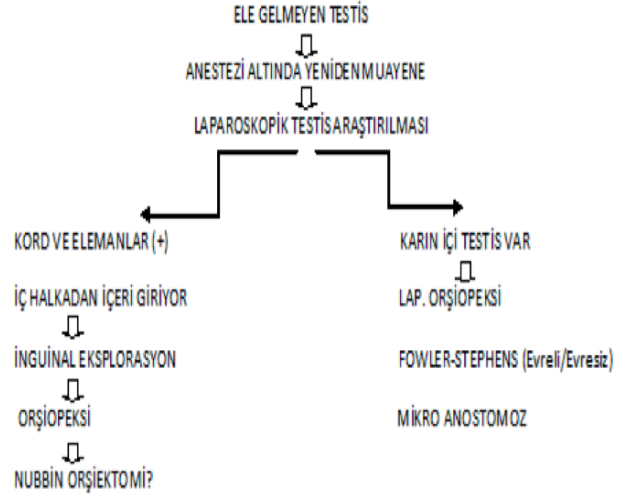 ELE GELMEYEN TESTİS
ANESTEZİ ALTINDA YENİDEN MUAYENE
LAPAROSKOPİK TESTİS ARAŞTIRILMASI
KORD VE ELEMANLAR (+)
İÇ HALKADAN İÇERİ GİRİYOR
İNGUİNAL EKSPLORASYON
ORŞİOPEKSİ
NUBBİN ORŞİEKTOMİ?
KARIN İÇİ TESTİS VAR
LAP. ORŞİOPEKSİ
FOWLER-STEPHENS (Evreli/Evresiz)
MİKRO ANOSTOMOZ